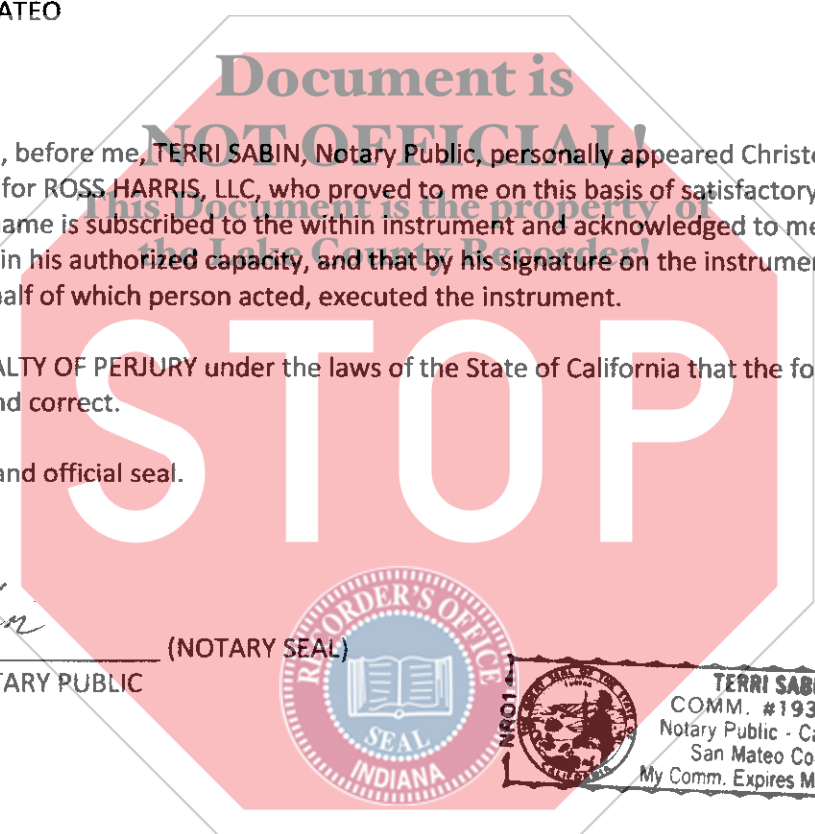 ATEO
Document is
NOT OFFICIAL!
, before me, TERRI SABIN, Notary Public, personally appeared Christo
for ROSS HARRIS, LLC, who proved to me on this basis of satisfactory
This Document is the property of
ame is subscribed to the within instrument and acknowledged to me
the Lake County Recorder!
in his authorized capacity, and that by his signature on the instrumen
half of which person acted, executed the instrument.
ALTY OF PERJURY under the laws of the State of California that the fo
nd correct.
STOP
and official seal.
(NOTARY SEAL)
TARY PUBLIC
RECORDER'S OFFICE
SEAL
INDIANA
NRO1
TERRI SABI
COMM. #193
Notary Public - Ca
San Mateo Co
My Comm. Expires M